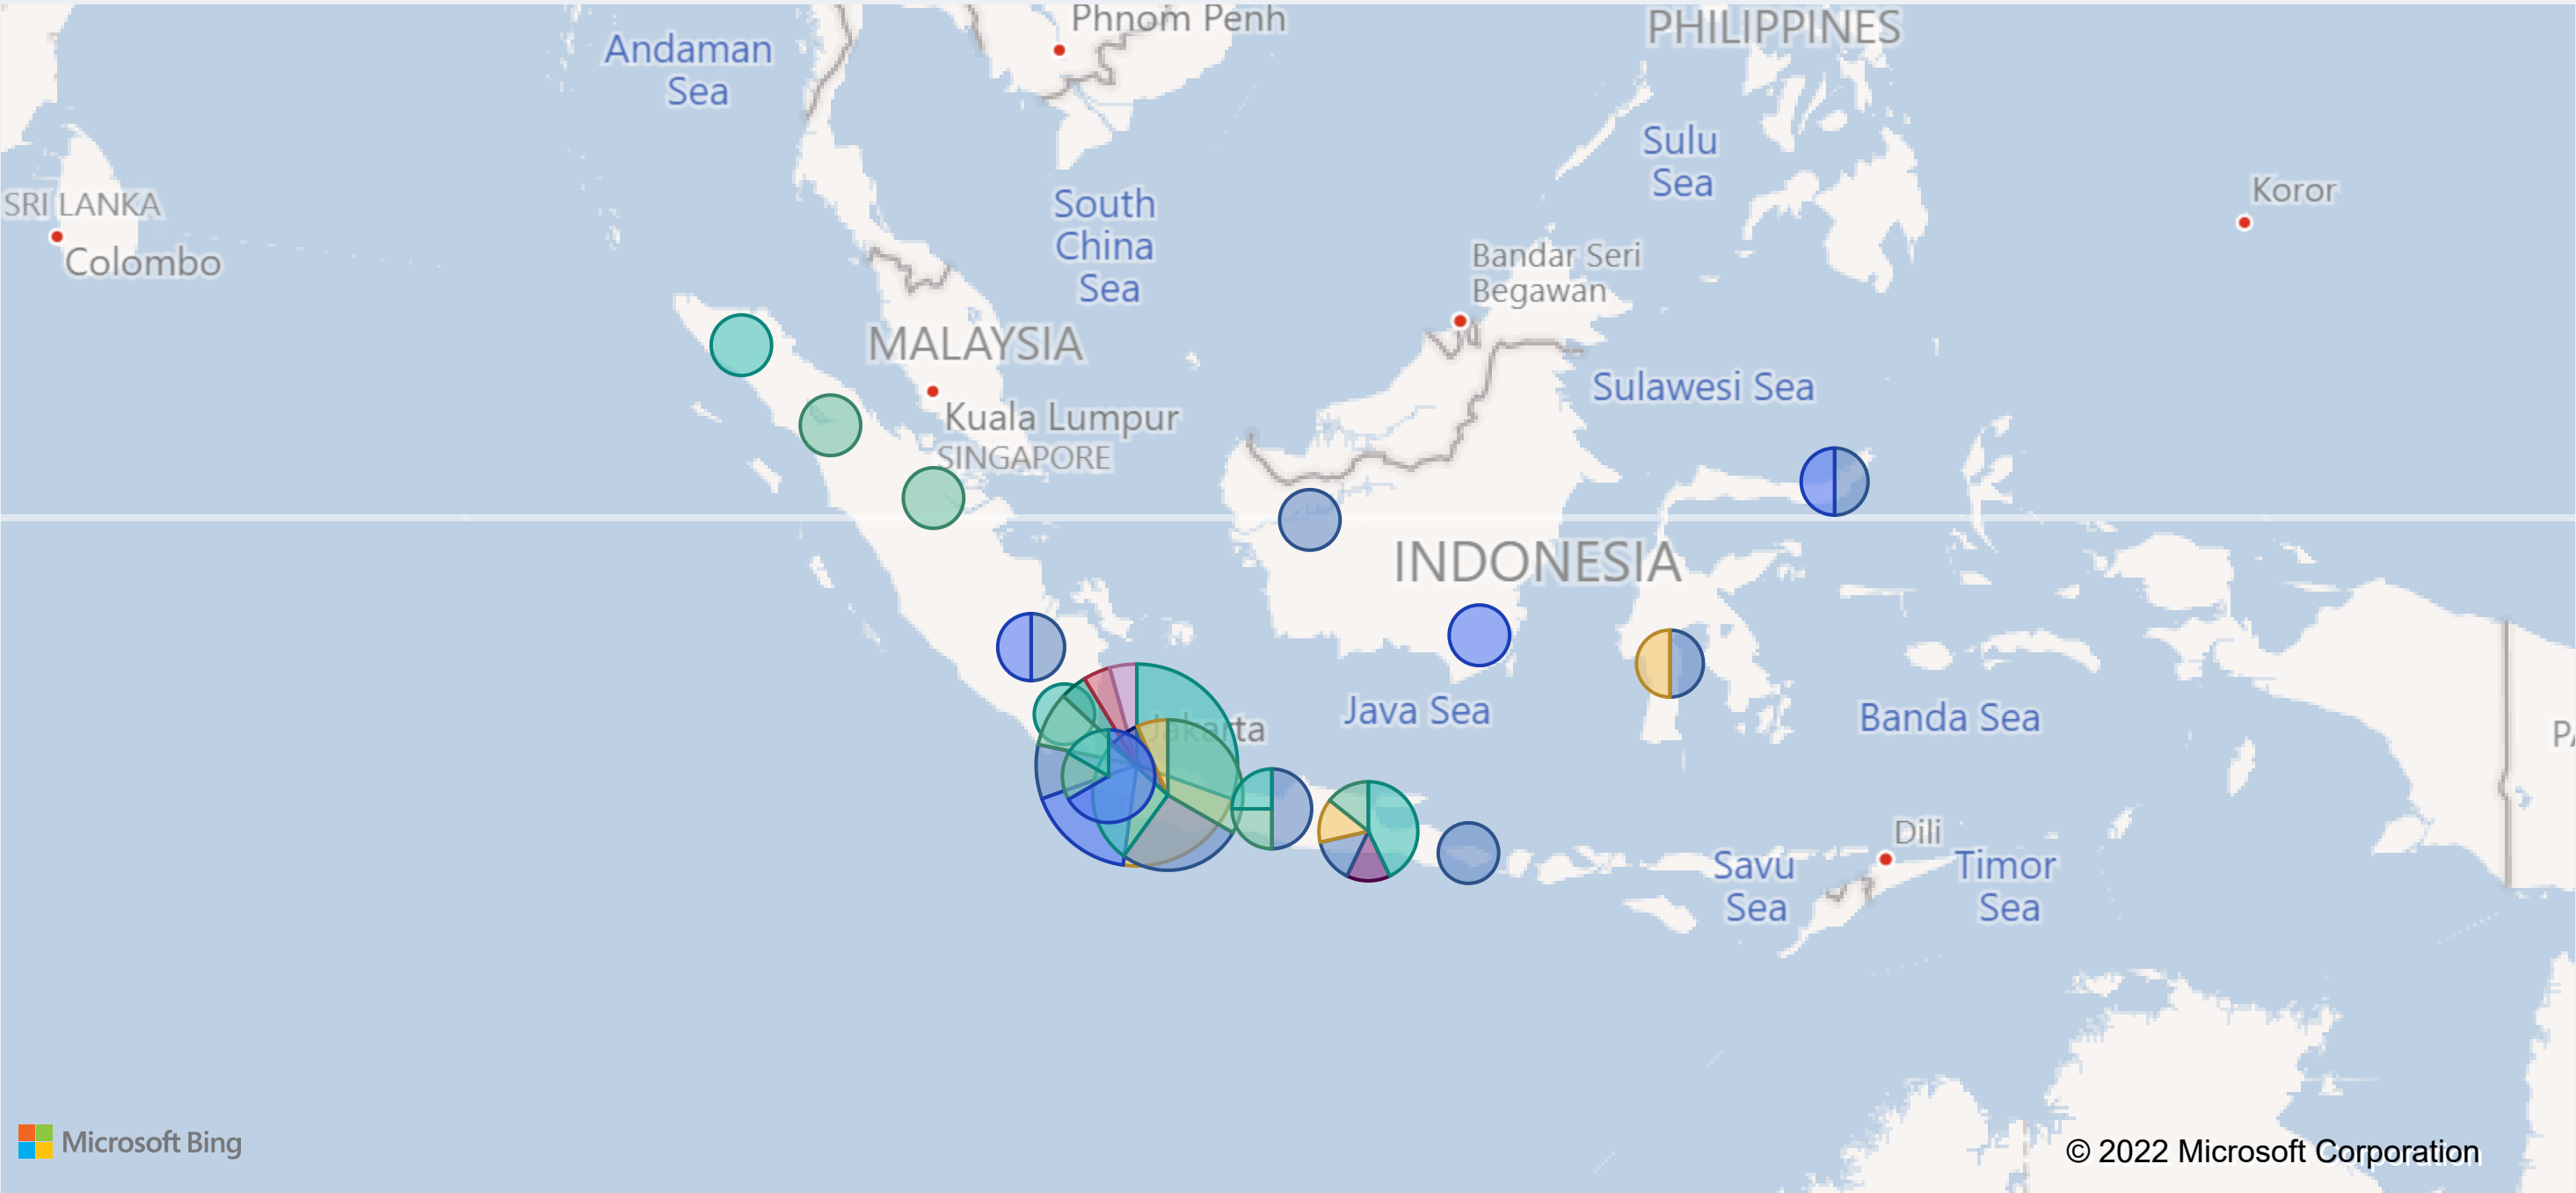 Phnom Penh
PHILIPPINES
Andaman
Sea
Sulu
Sea
SRI LANKA
Colombo
South
China
Sea
Koror
Bandar Seri
Begawan
MALAYSIA
Kuala Lumpur
SINGAPORE
Sulawesi Sea
INDONESIA
Jakarta
Java Sea
Banda Sea
PA
Dili
Savu
Sea
Timor
Sea
Microsoft Bing
© 2022 Microsoft Corporation